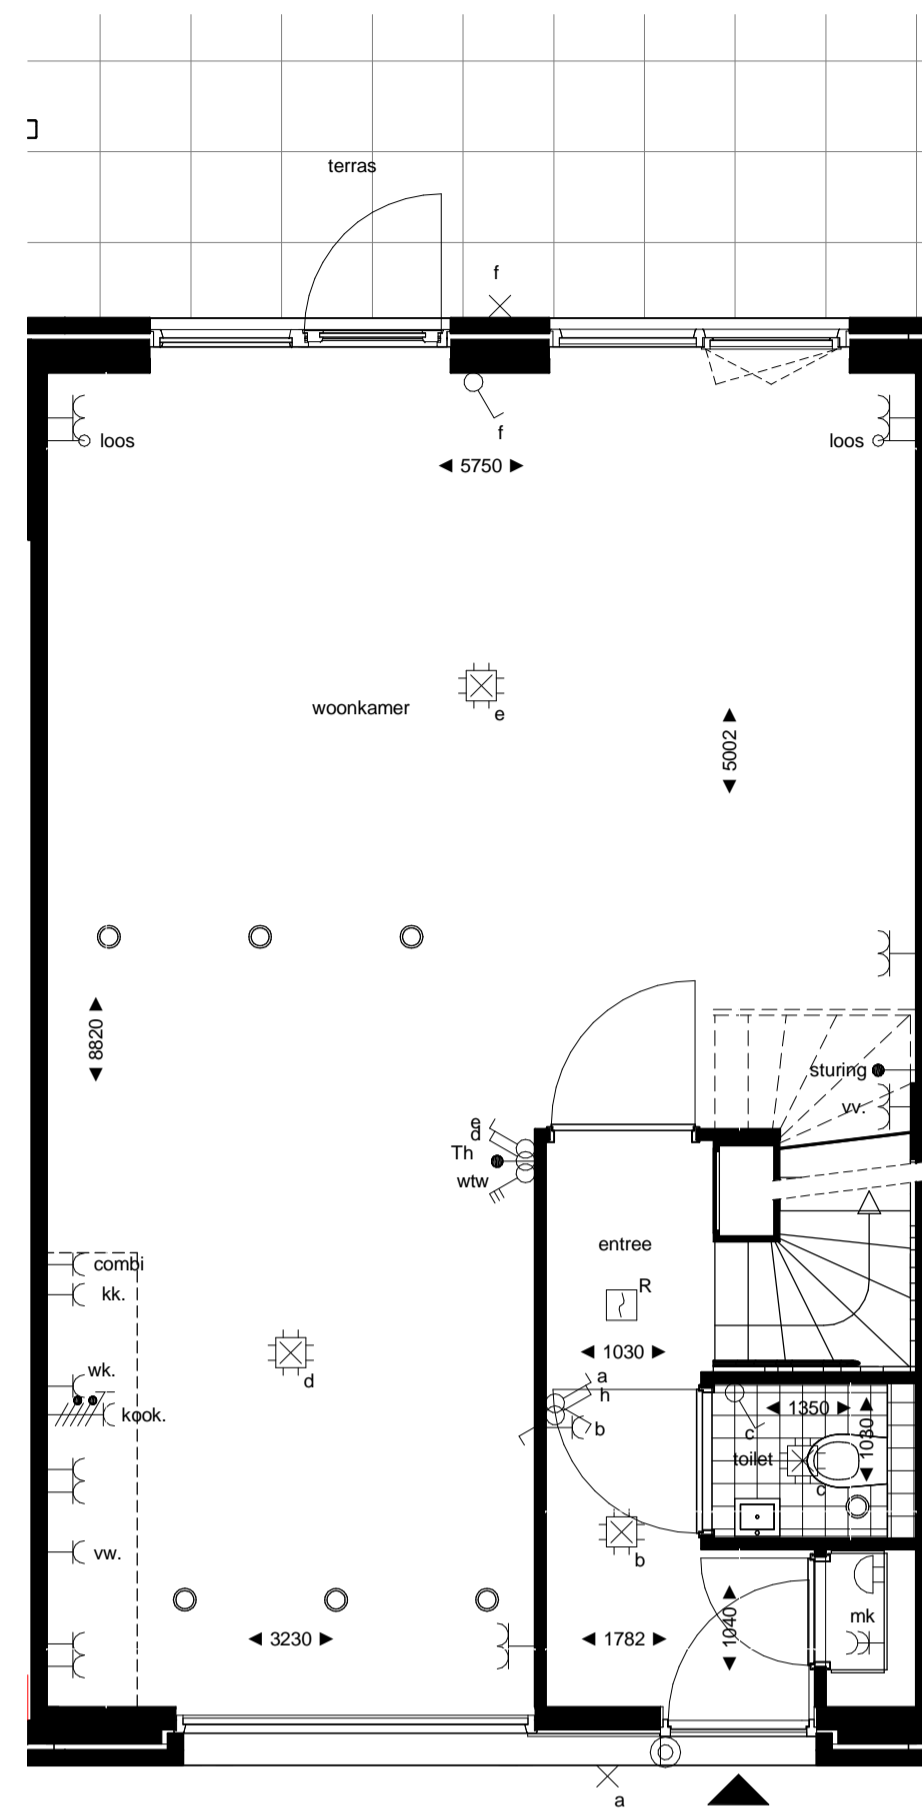 terras
f
f
loos
loos
◄ 5750 ►
woonkamer
e
◄ 5002 ►
◄ 8820 ►
sturing
vv.
e
d
Th
wtw
entree
combi
kk.
R
◄ 1030 ►
wk.
d
a
h
kook.
b
c
◄ 1350 ►
◄ 1030 ►
toilet
c
b
vw.
mk
◄ 3230 ►
◄ 1782 ►
◄ 1040 ►
a